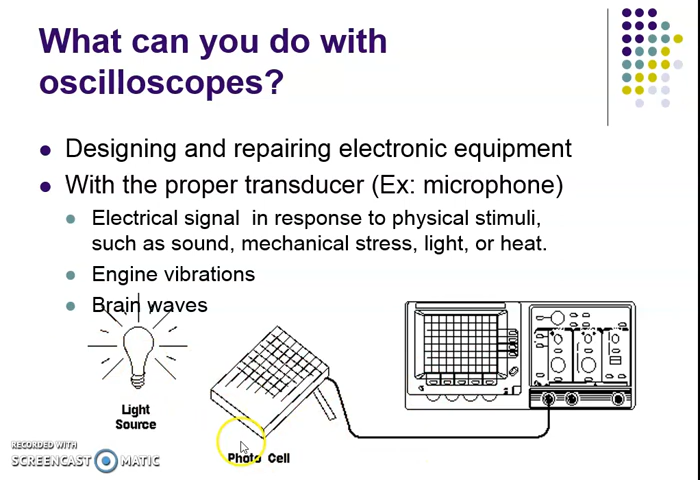 What can you do with
oscilloscopes?
Designing and repairing electronic equipment
With the proper transducer (Ex: microphone)
Electrical signal in response to physical stimuli,
such as sound, mechanical stress, light, or heat.
Engine vibrations
Brain waves
Light
Source
Photo Cell
RECORDED WITH
SCREENCAST MATIC